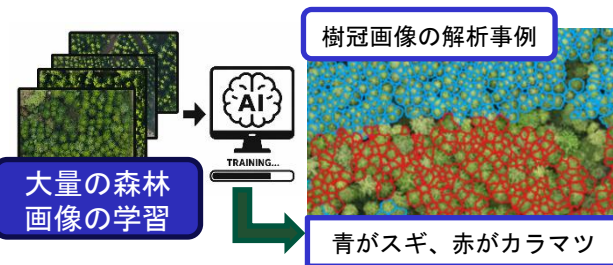 樹冠画像の解析事例
AI
TRAINING...
大量の森林
画像の学習
青がスギ、赤がカラマツ